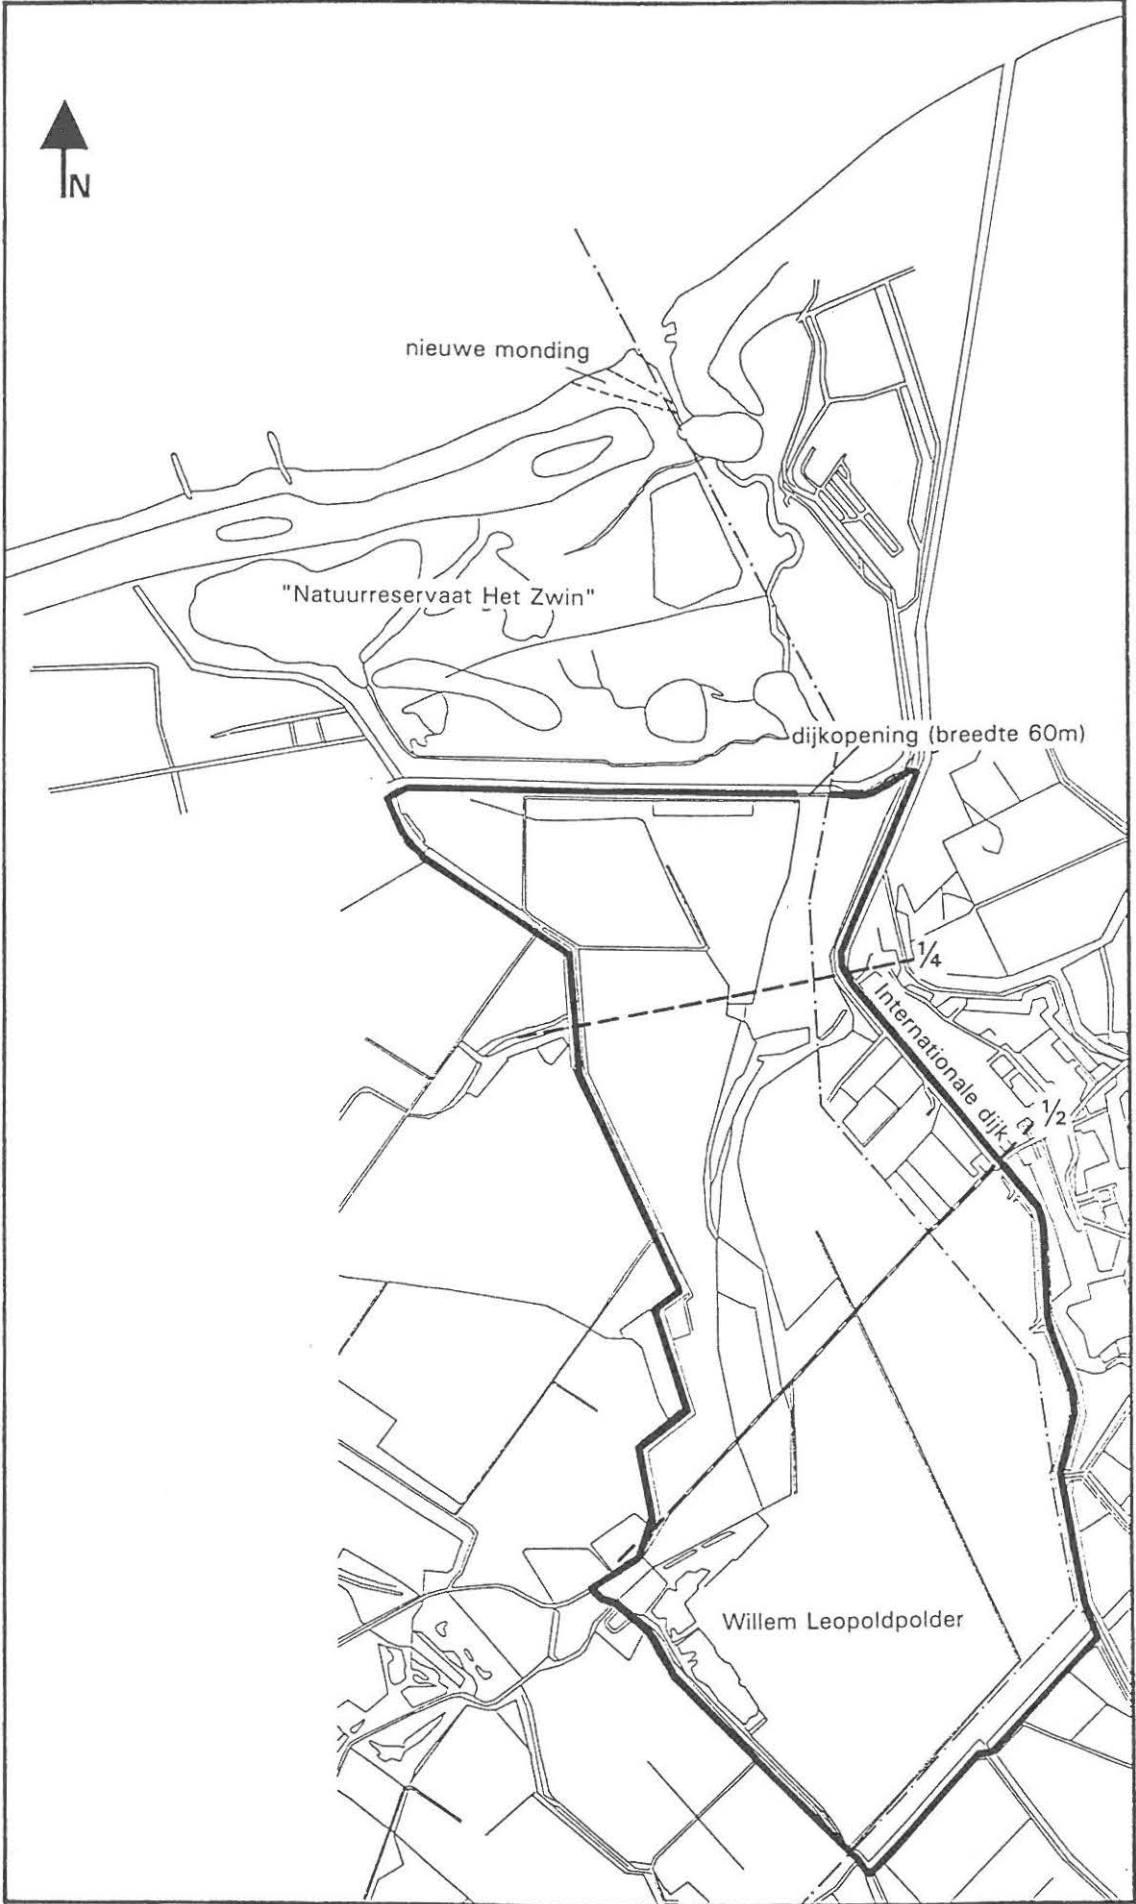 N
nieuwe monding
"Natuurreservaat Het Zwin"
dijkopening (breedte 60m)
1/4
Internationale dijk
1/2
Willem Leopoldpolder